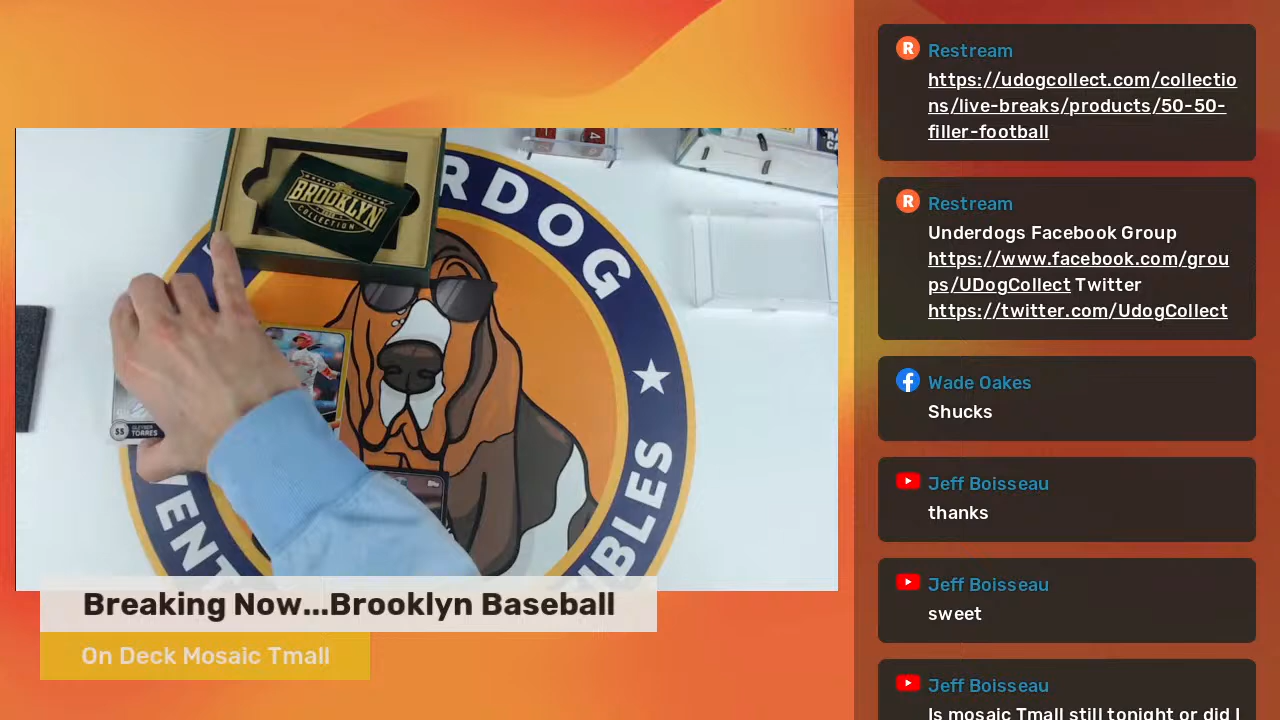 Restream
https://udogcollect.com/collectio
ns/live-breaks/products/50-50-
filler-football
Restream
Underdogs Facebook Group
https://www.facebook.com/grou
ps/UDogCollect Twitter
https://twitter.com/UdogCollect
Wade Oakes
Shucks
Jeff Boisseau
thanks
Jeff Boisseau
sweet
Jeff Boisseau
Is mosaic Tmall still tonight or did I
BROOKLYN
COLLECTION
RDOG
VENT
IBLES
SS
GLEYBER
TORRES
Breaking Now...Brooklyn Baseball
On Deck Mosaic Tmall